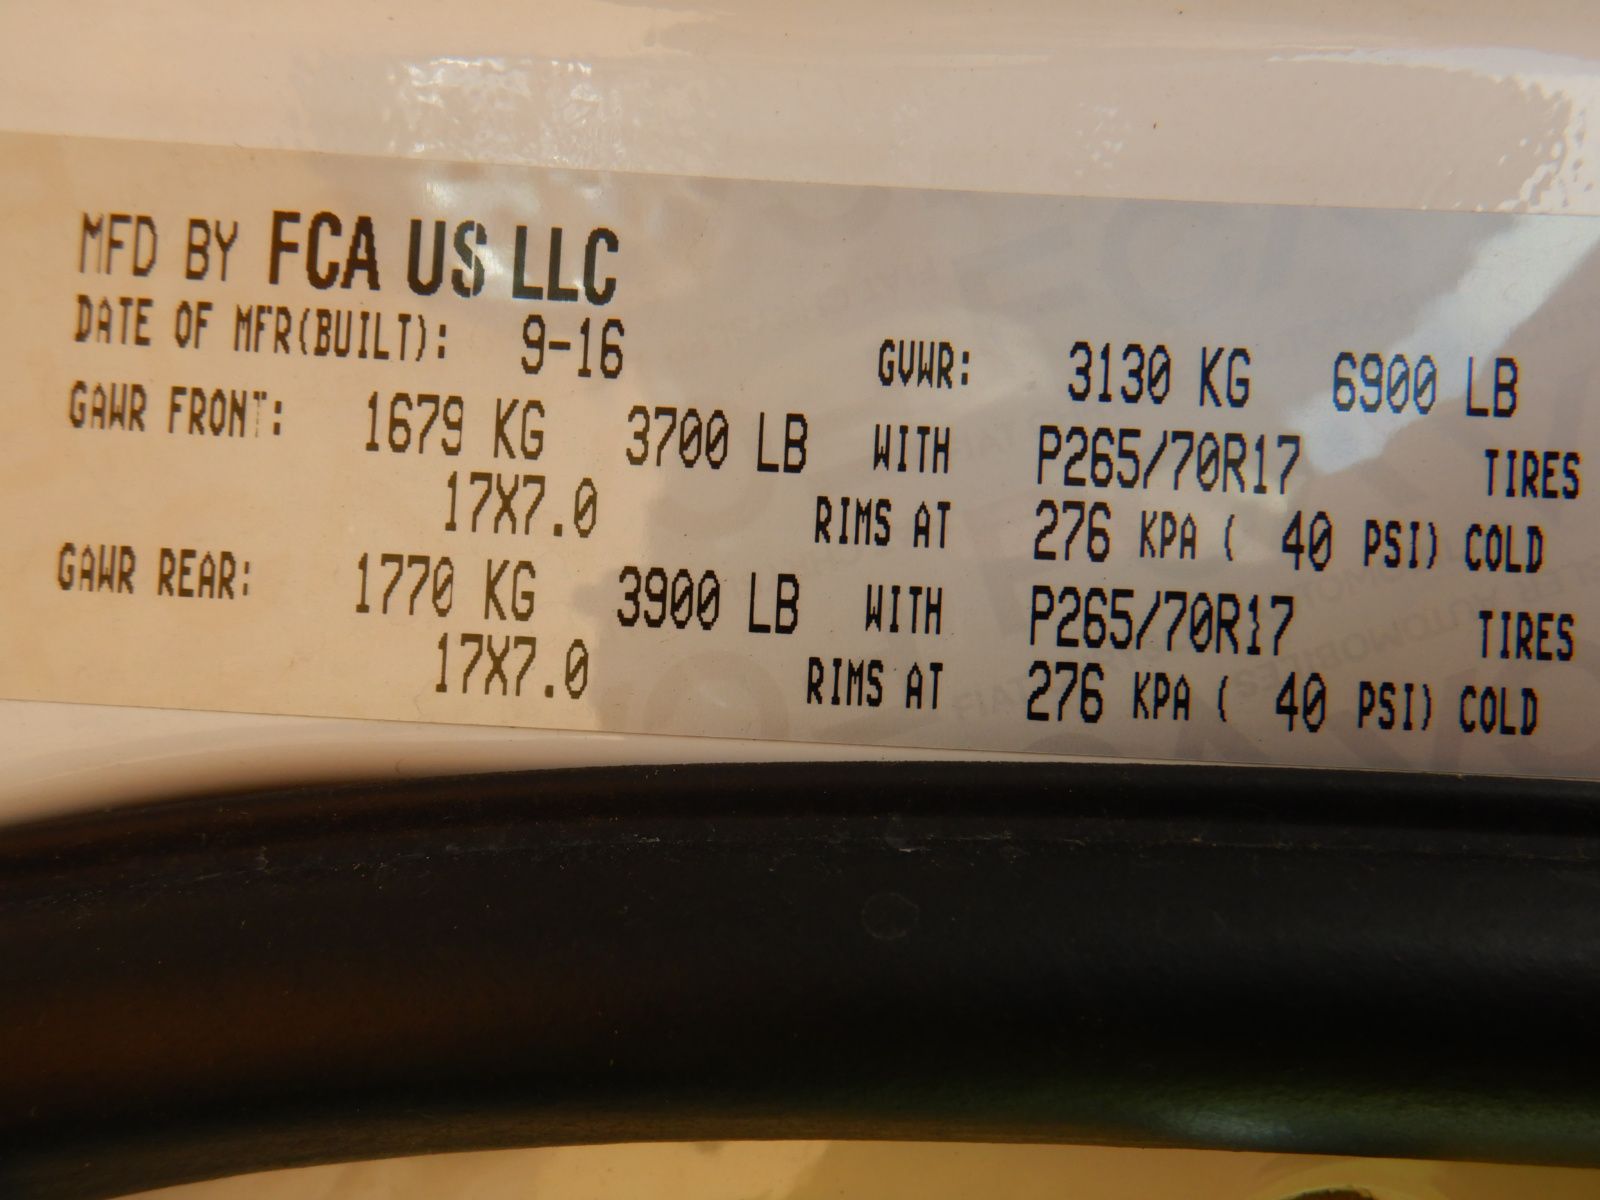 MFD BY FCA US LLC
DATE OF MFR(BUILT): 9-16 GVWR: 3130 KG 6900 LB
GAWR FRONT: 1679 KG 3700 LB WITH P265/70R17 TIRES
17X7.0 RIMS AT 276 KPA ( 40 PSI) COLD
GAWR REAR: 1770 KG 3900 LB WITH P265/70R17 TIRES
17X7.0 RIMS AT 276 KPA ( 40 PSI) COLD